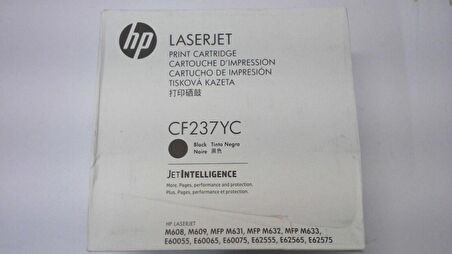 hp
LASERJET
PRINT CARTRIDGE
CARTOUCHE D'IMPRESSION
CARTUCHO DE IMPRESIÓN
TISKOVÁ KAZETA
打印硒鼓
CF237YC
Black Tinto Negro
Noire 黑色
JETINTELLIGENCE
More. Pages, performance and protection.
Plus. Pages, performance et protection.
HP LASERJET
M608, M609, MFP M631, MFP M632, MFP M633,
E60055, E60065, E60075, E62555, E62565, E62575